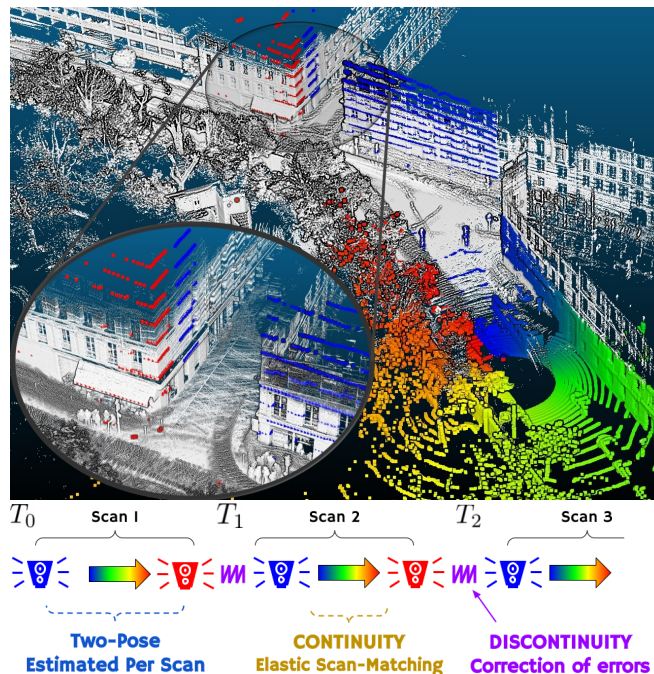 T₀ Scan 1 T₁ Scan 2 T₂ Scan 3
Two-Pose CONTINUITY DISCONTINUITY
Estimated Per Scan Elastic Scan-Matching Correction of errors